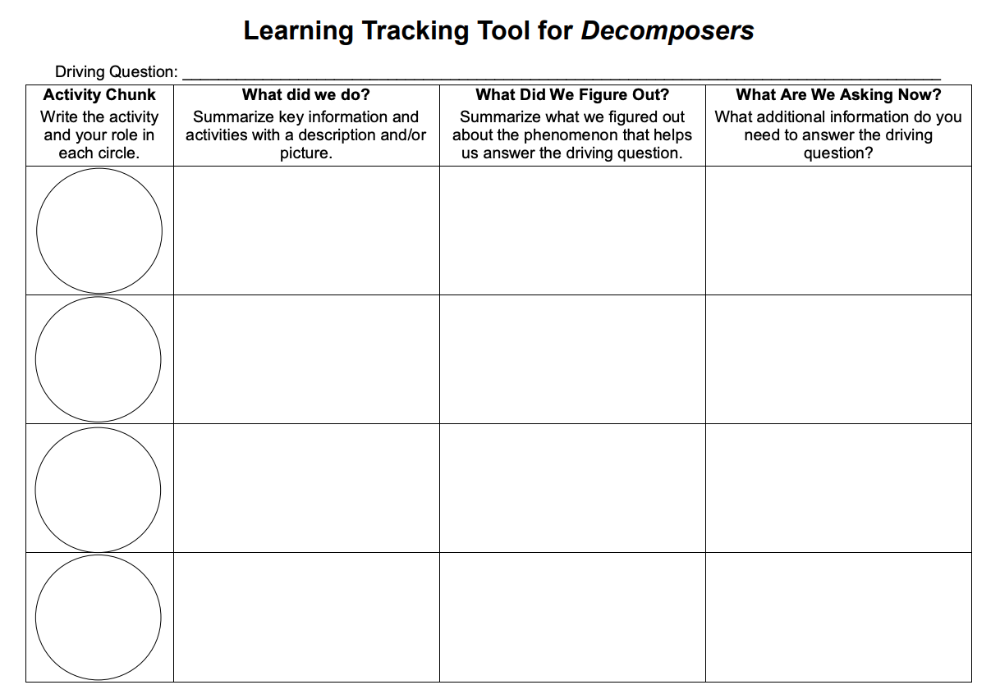 Learning Tracking Tool for Decomposers
Driving Question: ______________________________________________________________________________________
Activity Chunk
Write the activity
and your role in
each circle.
What did we do?
Summarize key information and
activities with a description and/or
picture.
What Did We Figure Out?
Summarize what we figured out
about the phenomenon that helps
us answer the driving question.
What Are We Asking Now?
What additional information do you
need to answer the driving
question?